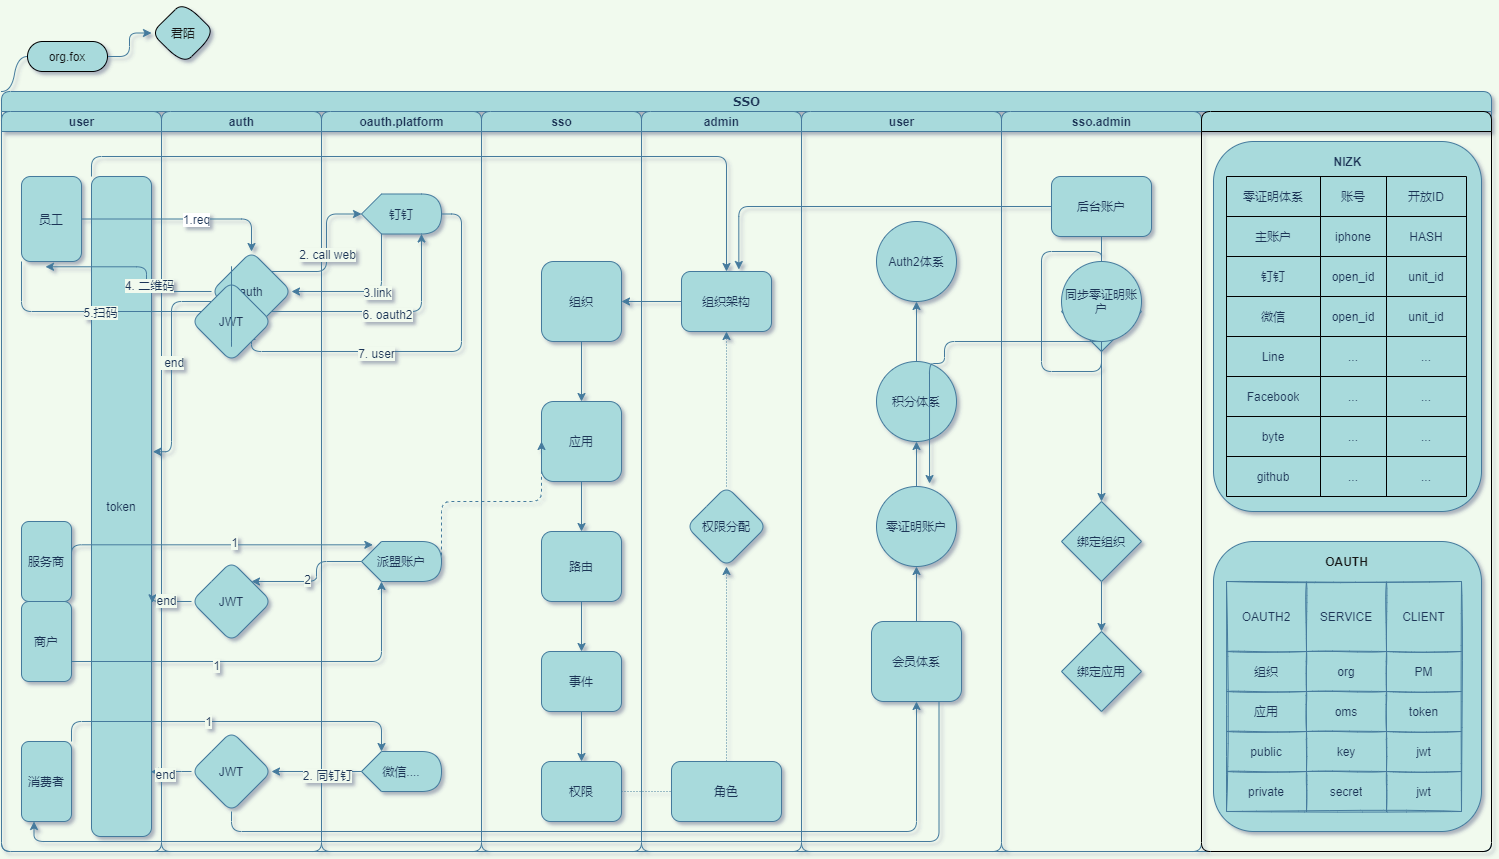 君陌
org.fox
SSO
user
auth
oauth.platform
sso
admin
user
sso.admin
员工
token
1.req
auth
JWT
2. call web
钉钉
3.link
4. 二维码
5.扫码
6. oauth2
7. user
end
服务商
商户
1
派盟账户
2
JWT
end
1
消费者
1
JWT
end
2. 同钉钉
微信....
组织
应用
路由
事件
权限
组织架构
权限分配
角色
Auth2体系
积分体系
零证明账户
会员体系
后台账户
同步零证明账
户
绑定组织
绑定应用
NIZK
零证明体系 账号 开放ID
主账户 iphone HASH
钉钉 open_id unit_id
微信 open_id unit_id
Line ... ...
Facebook ... ...
byte ... ...
github ... ...
OAUTH
OAUTH2 SERVICE CLIENT
组织 org PM
应用 oms token
public key jwt
private secret jwt